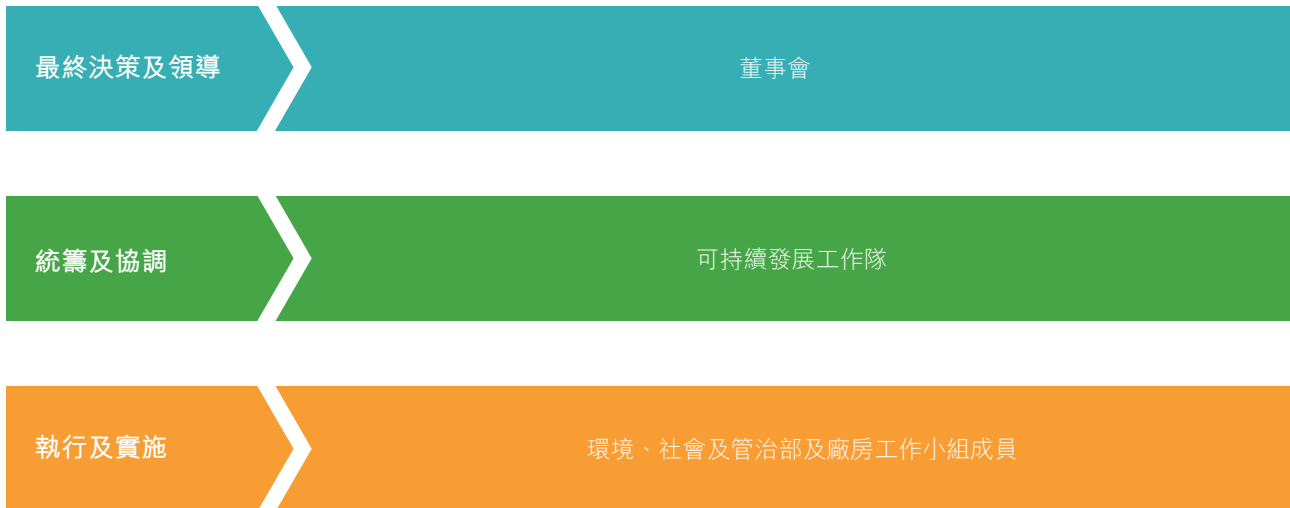 最終決策及領導
董事會
統籌及協調
可持續發展工作隊
執行及實施
環境、社會及管治部及廠房工作小組成員